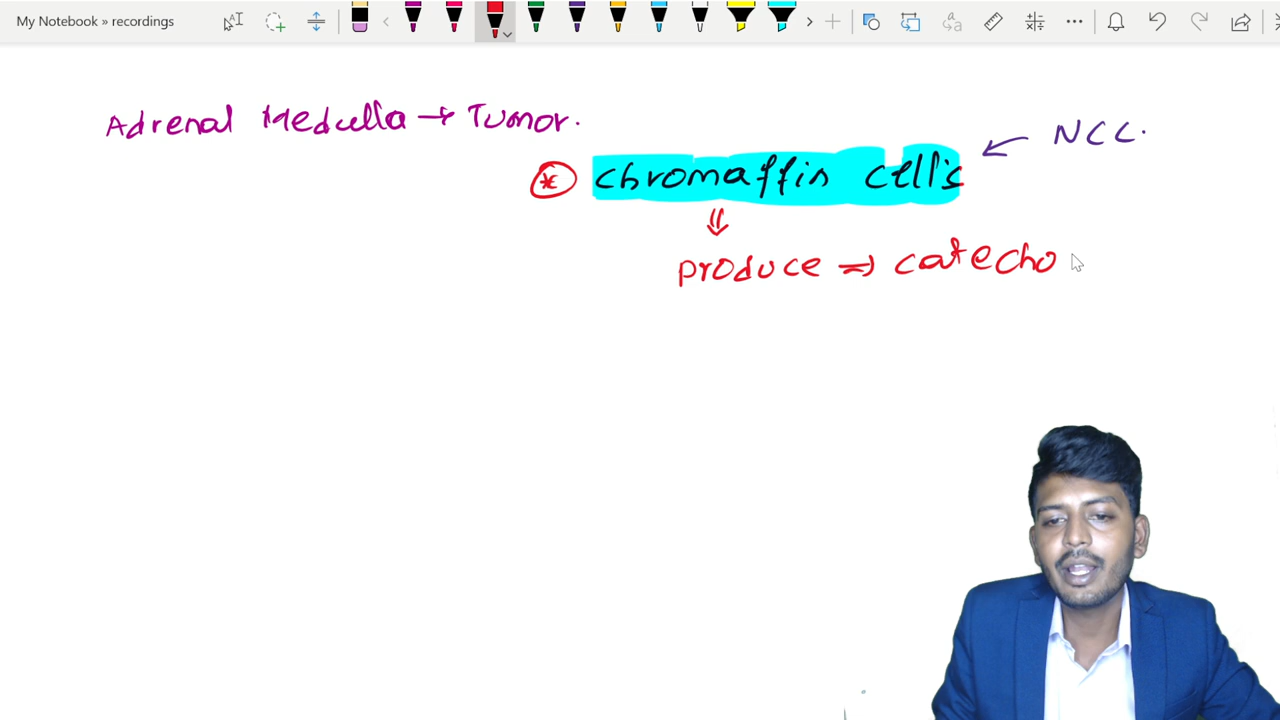 My Notebook » recordings
Adrenal Medulla → Tumor.
NCC.
* chromaffin cells ←
⇓
produce ⇒ catecho